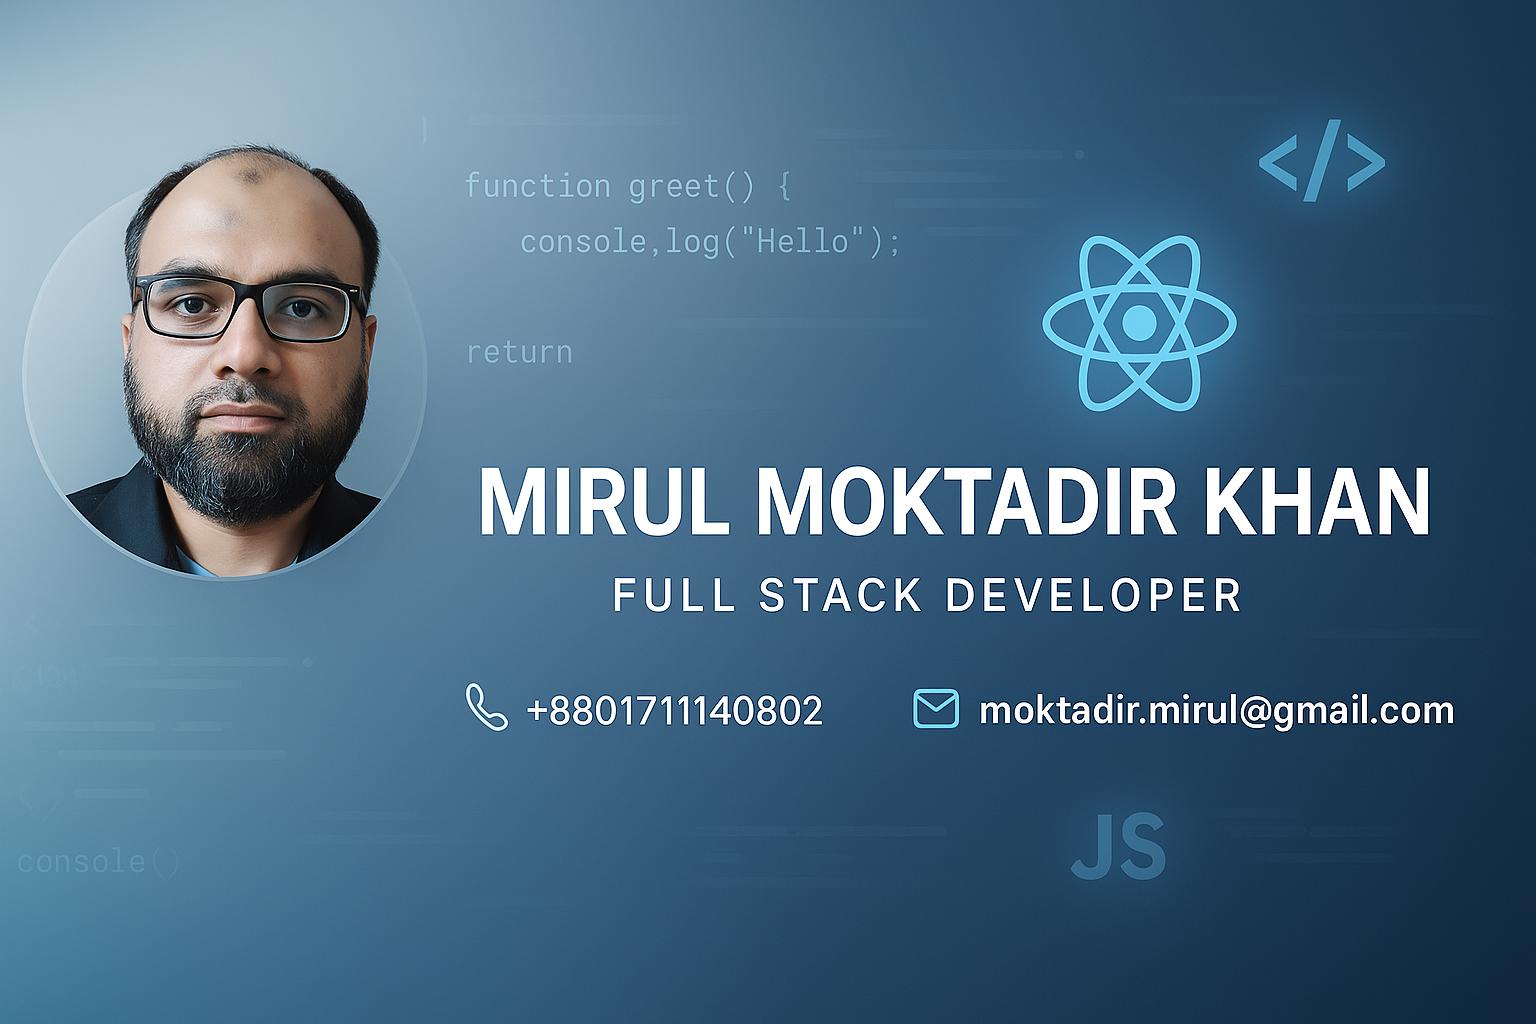 function greet() {
console,log("Hello");
return
MIRUL MOKTADIR KHAN
FULL STACK DEVELOPER
+8801711140802
moktadir.mirul@gmail.com
JS
console()